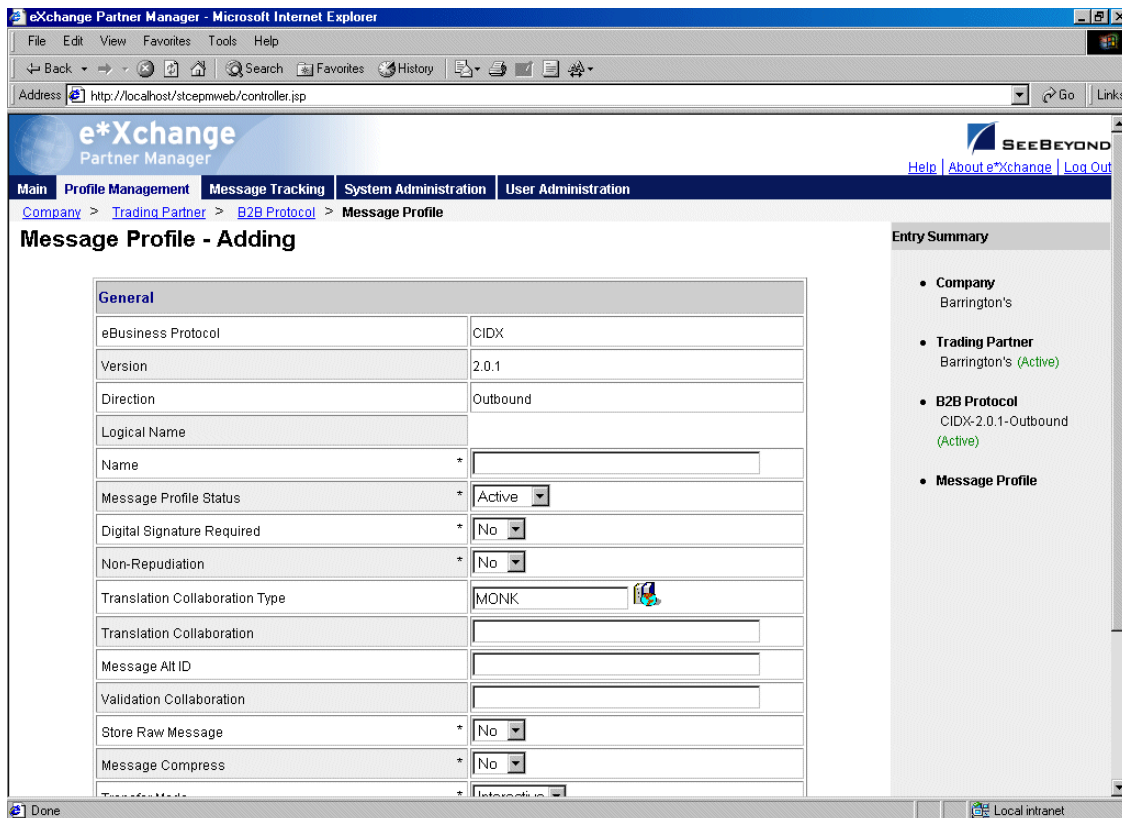 eXchange Partner Manager - Microsoft Internet Explorer
File Edit View Favorites Tools Help
Back Search Favorites History
Address http://localhost/stcepmweb/controller.jsp Go Links
e*Xchange
Partner Manager
SEEBEYOND
Help | About e*Xchange | Log Out
Main Profile Management Message Tracking System Administration User Administration
Company > Trading Partner > B2B Protocol > Message Profile
Message Profile - Adding
General
eBusiness Protocol CIDX
Version 2.0.1
Direction Outbound
Logical Name
Name *
Message Profile Status * Active
Digital Signature Required * No
Non-Repudiation * No
Translation Collaboration Type MONK
Translation Collaboration
Message Alt ID
Validation Collaboration
Store Raw Message * No
Message Compress * No
Transfer Mode * Interactive
Entry Summary
• Company
Barrington's
• Trading Partner
Barrington's (Active)
• B2B Protocol
CIDX-2.0.1-Outbound
(Active)
• Message Profile
Done Local intranet